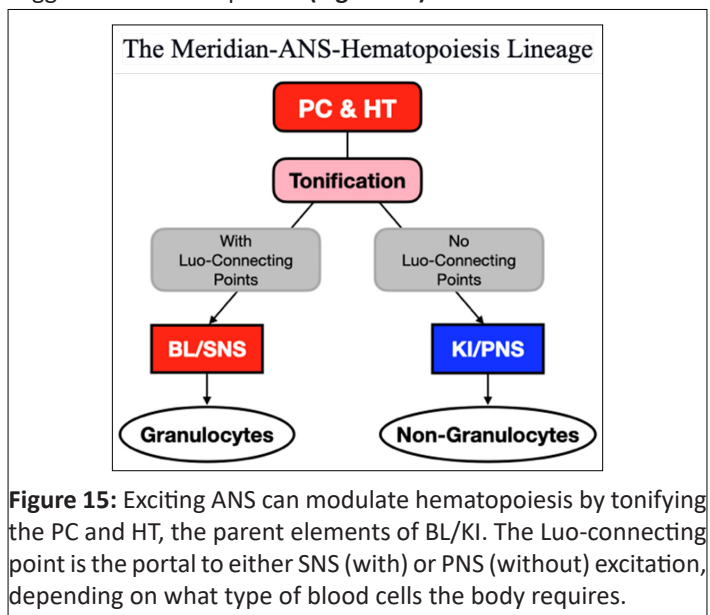 The Meridian-ANS-Hematopoiesis Lineage
PC & HT
Tonification
With
Luo-Connecting
Points
No
Luo-Connecting
Points
BL/SNS
KI/PNS
Granulocytes
Non-Granulocytes
Figure 15: Exciting ANS can modulate hematopoiesis by tonifying
the PC and HT, the parent elements of BL/KI. The Luo-connecting
point is the portal to either SNS (with) or PNS (without) excitation,
depending on what type of blood cells the body requires.